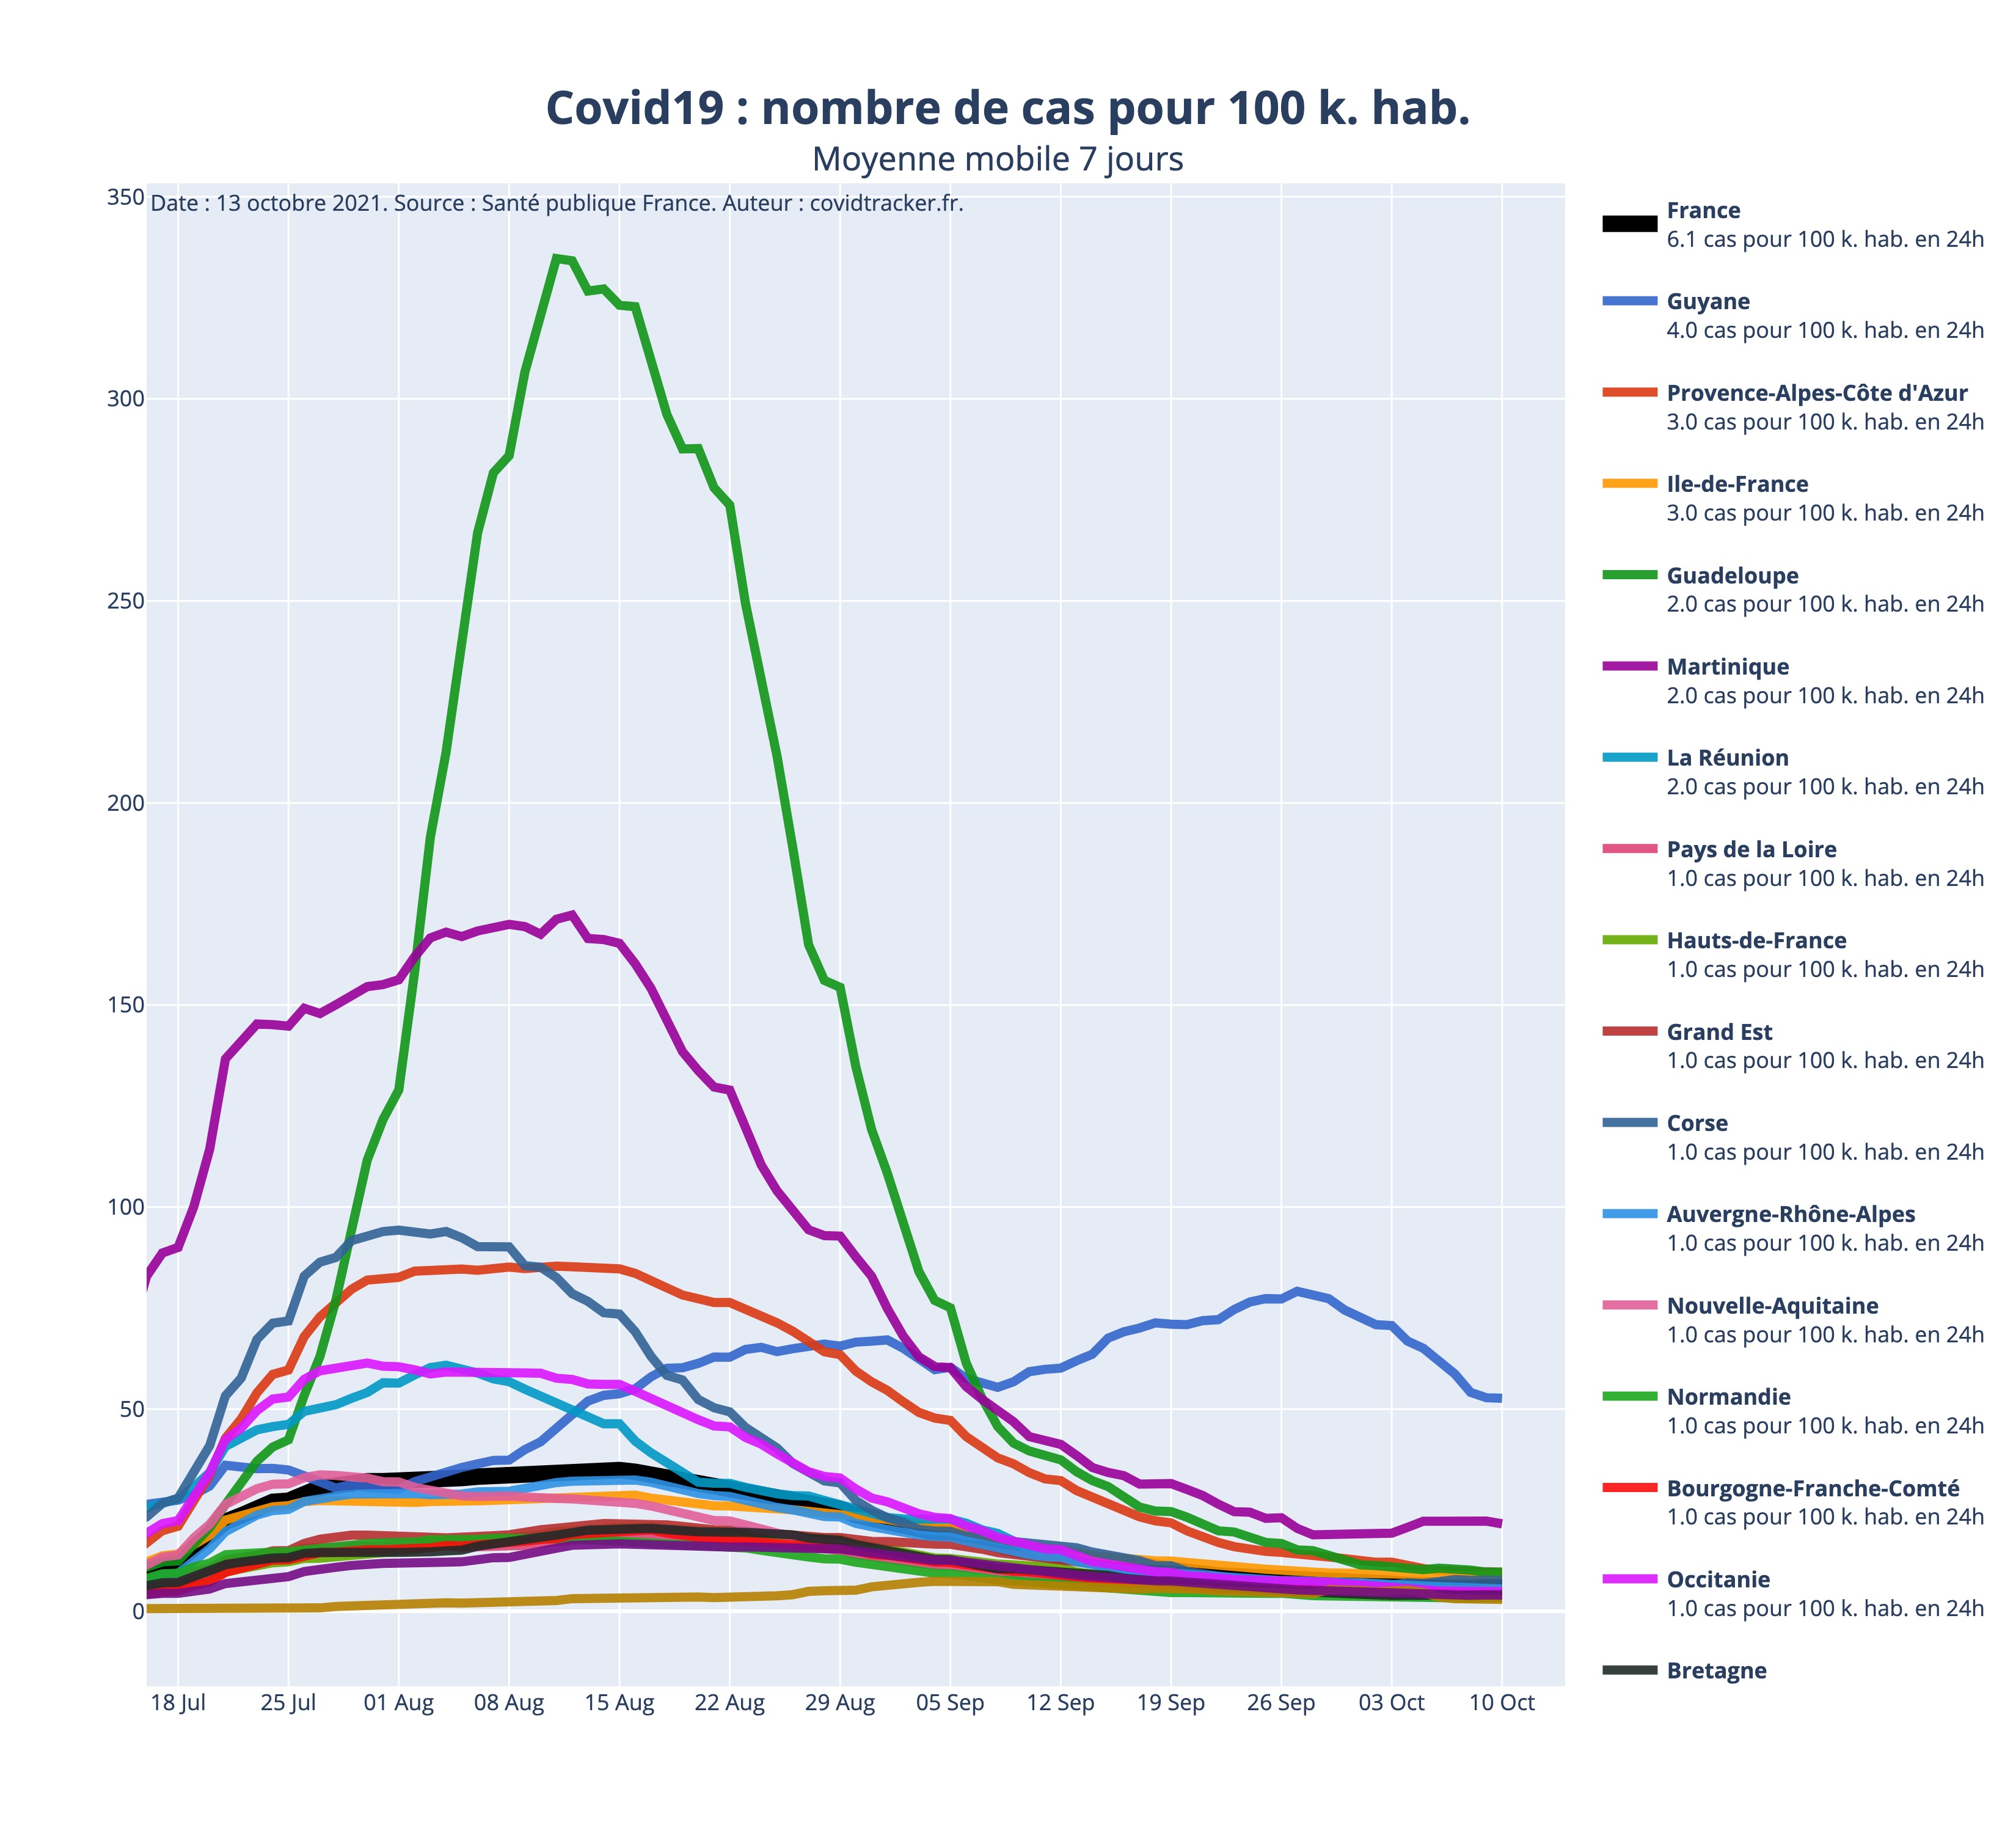 Covid19 : nombre de cas pour 100 k. hab.
Moyenne mobile 7 jours
Date : 13 octobre 2021. Source : Santé publique France. Auteur : covidtracker.fr.
350
300
250
200
150
100
50
0
18 Jul
25 Jul
01 Aug
08 Aug
15 Aug
22 Aug
29 Aug
05 Sep
12 Sep
19 Sep
26 Sep
03 Oct
10 Oct
France
6.1 cas pour 100 k. hab. en 24h
Guyane
4.0 cas pour 100 k. hab. en 24h
Provence-Alpes-Côte d'Azur
3.0 cas pour 100 k. hab. en 24h
Ile-de-France
3.0 cas pour 100 k. hab. en 24h
Guadeloupe
2.0 cas pour 100 k. hab. en 24h
Martinique
2.0 cas pour 100 k. hab. en 24h
La Réunion
2.0 cas pour 100 k. hab. en 24h
Pays de la Loire
1.0 cas pour 100 k. hab. en 24h
Hauts-de-France
1.0 cas pour 100 k. hab. en 24h
Grand Est
1.0 cas pour 100 k. hab. en 24h
Corse
1.0 cas pour 100 k. hab. en 24h
Auvergne-Rhône-Alpes
1.0 cas pour 100 k. hab. en 24h
Nouvelle-Aquitaine
1.0 cas pour 100 k. hab. en 24h
Normandie
1.0 cas pour 100 k. hab. en 24h
Bourgogne-Franche-Comté
1.0 cas pour 100 k. hab. en 24h
Occitanie
1.0 cas pour 100 k. hab. en 24h
Bretagne